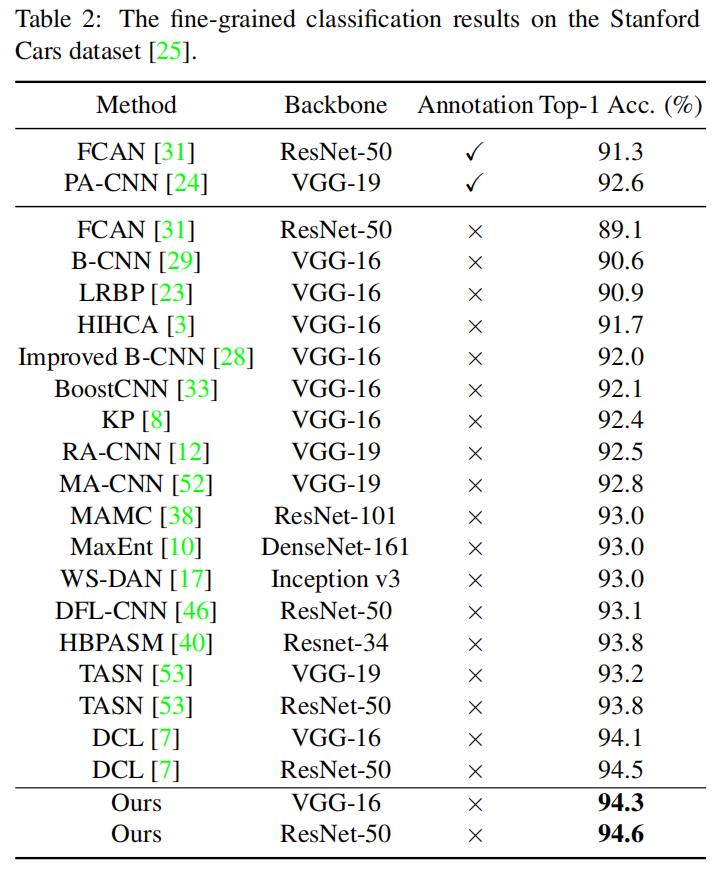 Table 2: The fine-grained classification results on the Stanford
Cars dataset [25].
Method Backbone Annotation Top-1 Acc. (%)
FCAN [31] ResNet-50 ✓ 91.3
PA-CNN [24] VGG-19 ✓ 92.6
FCAN [31] ResNet-50 × 89.1
B-CNN [29] VGG-16 × 90.6
LRBP [23] VGG-16 × 90.9
HIHCA [3] VGG-16 × 91.7
Improved B-CNN [28] VGG-16 × 92.0
BoostCNN [33] VGG-16 × 92.1
KP [8] VGG-16 × 92.4
RA-CNN [12] VGG-19 × 92.5
MA-CNN [52] VGG-19 × 92.8
MAMC [38] ResNet-101 × 93.0
MaxEnt [10] DenseNet-161 × 93.0
WS-DAN [17] Inception v3 × 93.0
DFL-CNN [46] ResNet-50 × 93.1
HBPASM [40] Resnet-34 × 93.8
TASN [53] VGG-19 × 93.2
TASN [53] ResNet-50 × 93.8
DCL [7] VGG-16 × 94.1
DCL [7] ResNet-50 × 94.5
Ours VGG-16 × 94.3
Ours ResNet-50 × 94.6